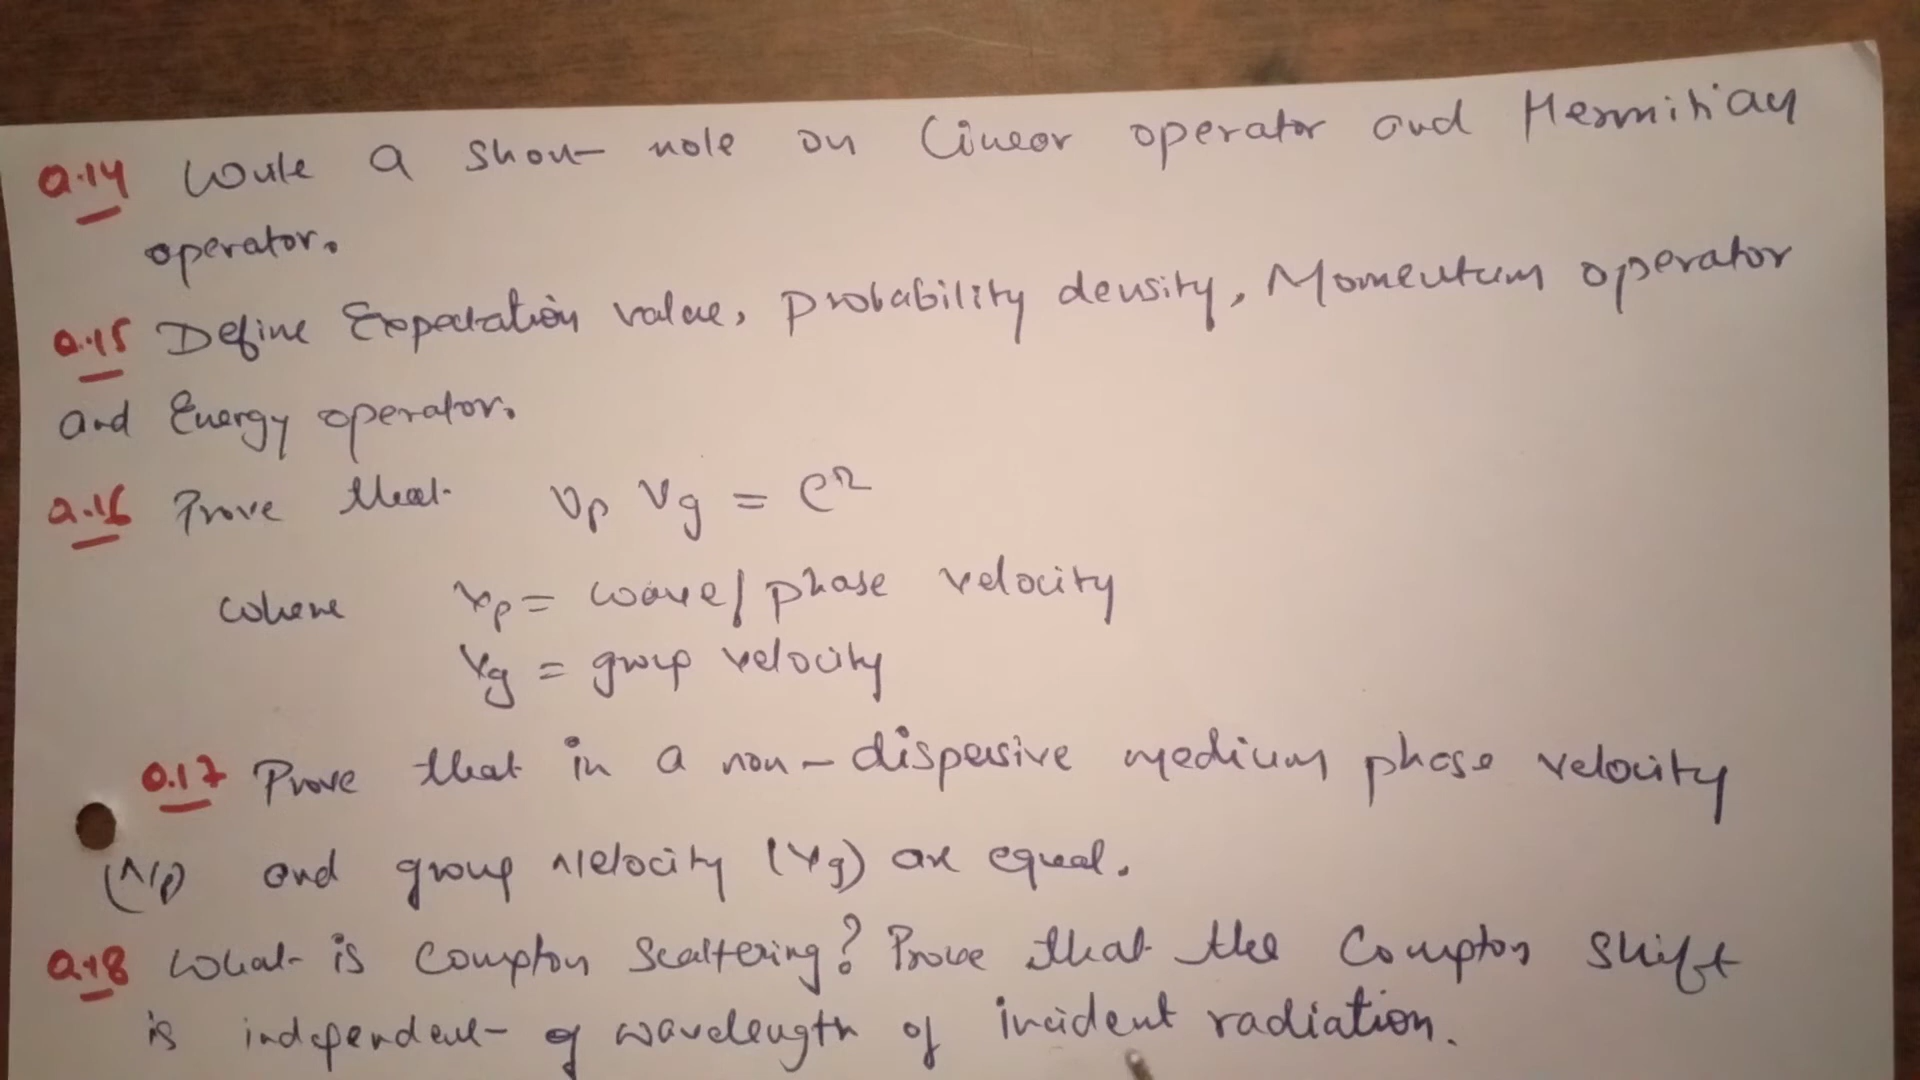 Q.14 Write a short note on Linear operator and Hermitian
operator.
Q.15 Define Expectation value, Probability density, Momentum operator
and Energy operator.
Q.16 Prove that vp vg = c2
where vp = wave/phase velocity
vg = group velocity
Q.17 Prove that in a non-dispersive medium phase velocity
(vp) and group velocity (vg) are equal.
Q.18 What is Compton Scattering? Prove that the Compton shift
is independent of wavelength of incident radiation.